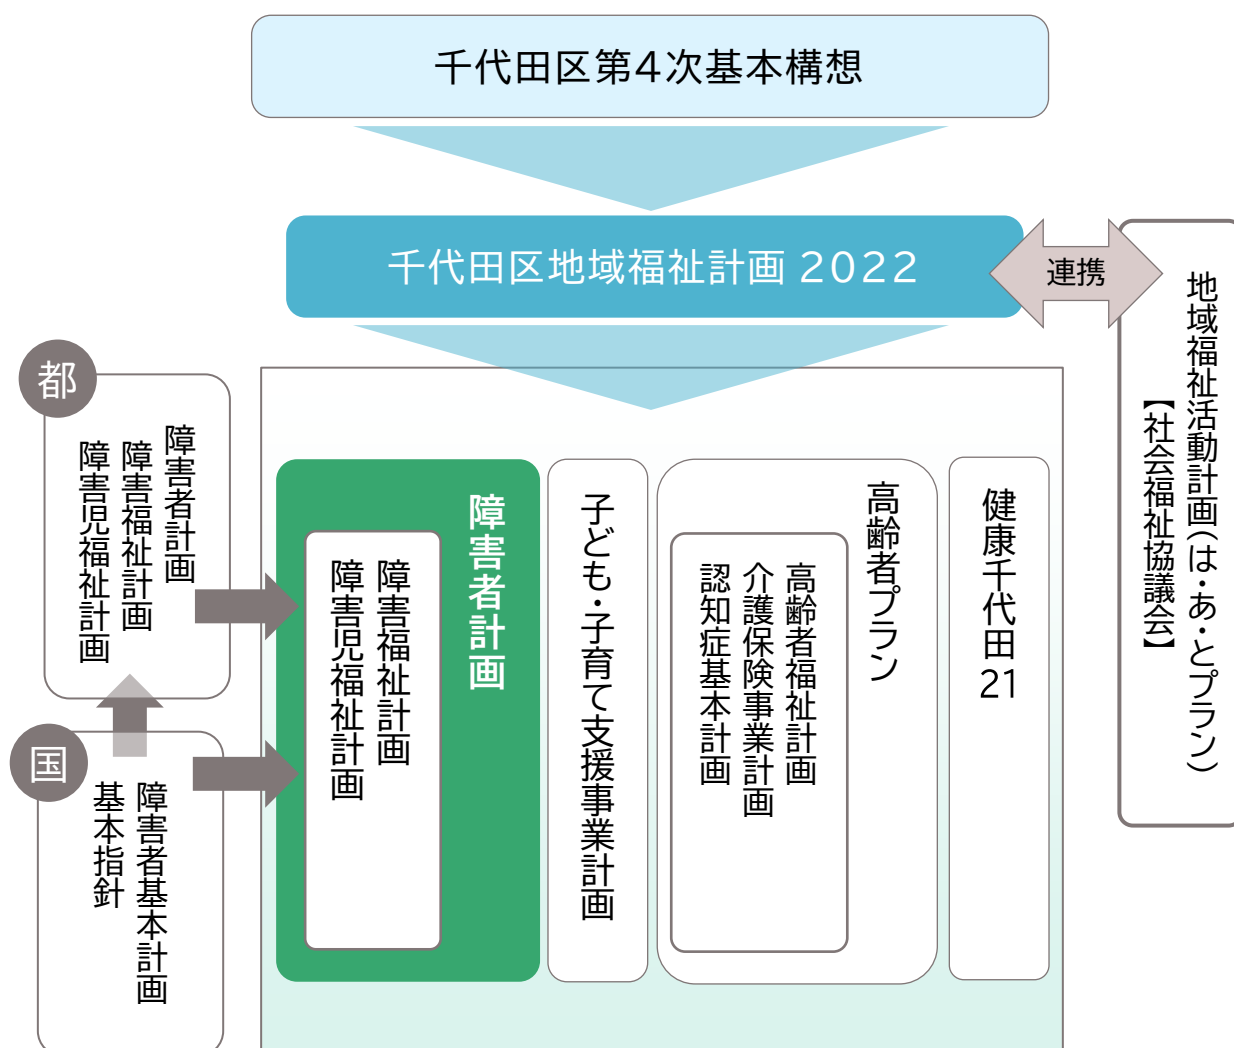 千代田区第4次基本構想
千代田区地域福祉計画 2022
連携
地域福祉活動計画(は・あ・とプラン)
【社会福祉協議会】
都
障害者計画
障害福祉計画
障害児福祉計画
国
障害者基本計画
基本指針
障害者計画
障害福祉計画
障害児福祉計画
子ども・子育て支援事業計画
高齢者プラン
高齢者福祉計画
介護保険事業計画
認知症基本計画
健康千代田21